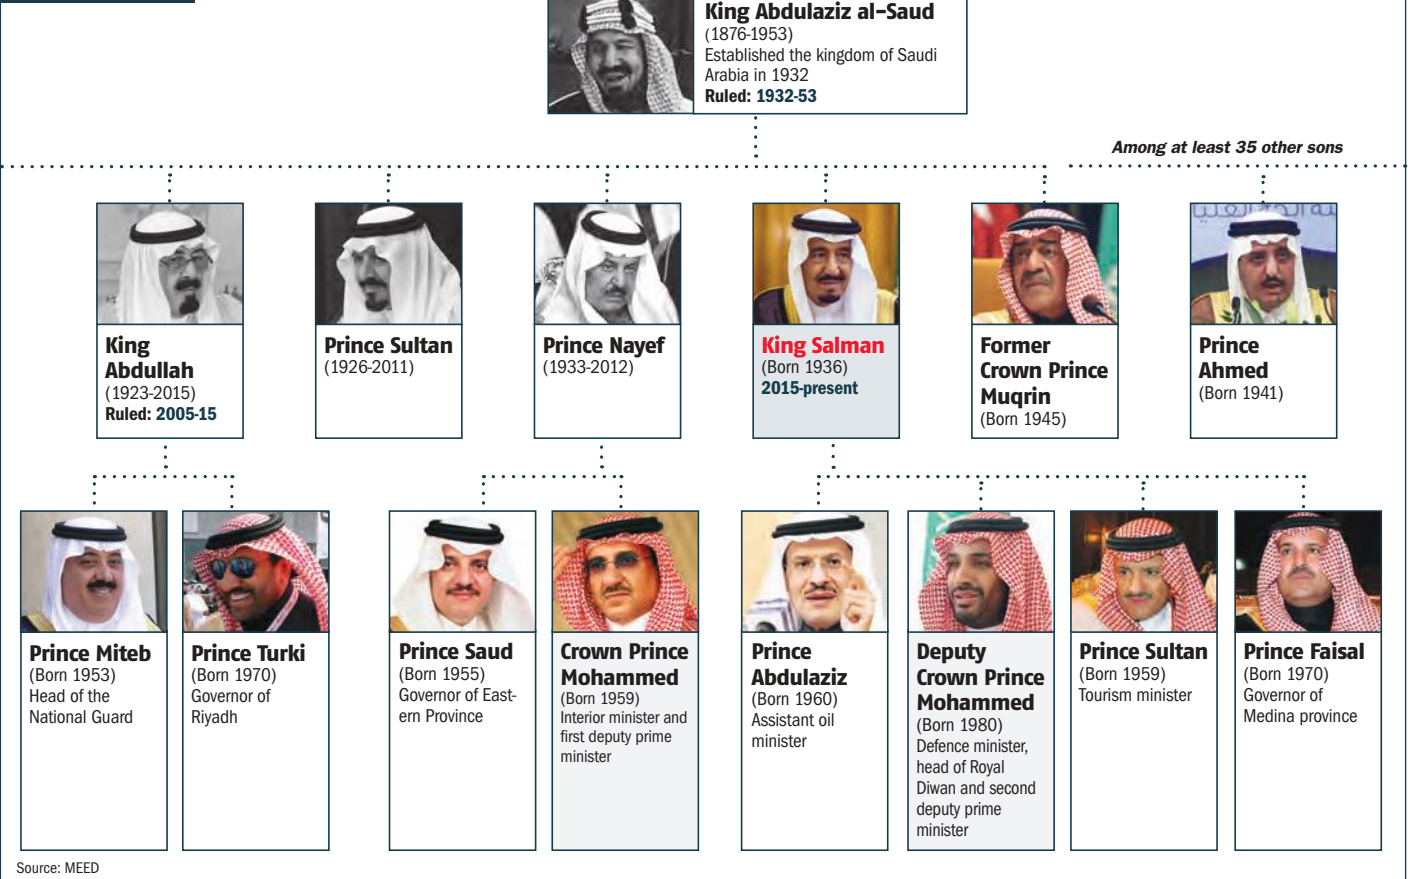 King Abdulaziz al-Saud
(1876-1953)
Established the kingdom of Saudi
Arabia in 1932
Ruled: 1932-53
Among at least 35 other sons
King
Abdullah
(1923-2015)
Ruled: 2005-15
Prince Sultan
(1926-2011)
Prince Nayef
(1933-2012)
King Salman
(Born 1936)
2015-present
Former
Crown Prince
Muqrin
(Born 1945)
Prince
Ahmed
(Born 1941)
Prince Miteb
(Born 1953)
Head of the
National Guard
Prince Turki
(Born 1970)
Governor of
Riyadh
Prince Saud
(Born 1955)
Governor of East-
ern Province
Crown Prince
Mohammed
(Born 1959)
Interior minister and
first deputy prime
minister
Prince
Abdulaziz
(Born 1960)
Assistant oil
minister
Deputy
Crown Prince
Mohammed
(Born 1980)
Defence minister,
head of Royal
Diwan and second
deputy prime
minister
Prince Sultan
(Born 1959)
Tourism minister
Prince Faisal
(Born 1970)
Governor of
Medina province
Source: MEED